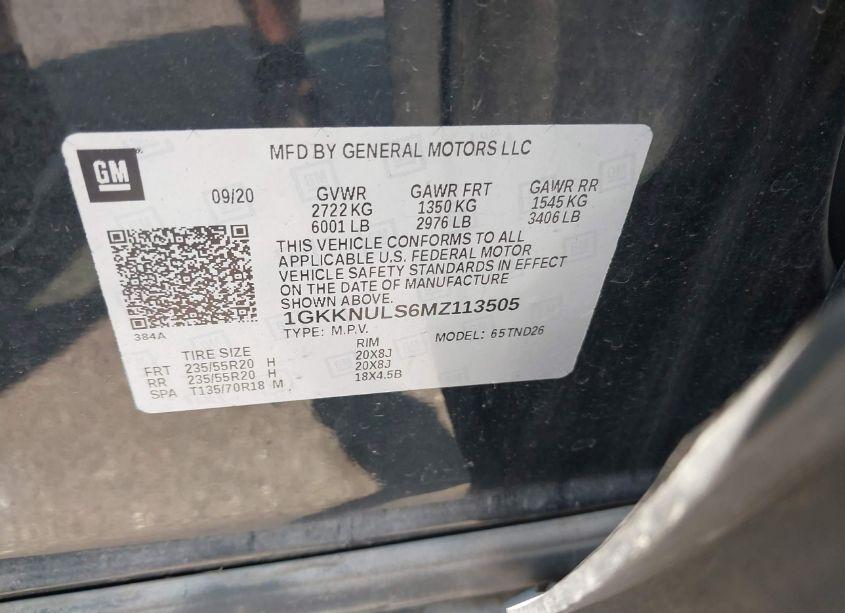 GM
MFD BY GENERAL MOTORS LLC
09/20
GVWR GAWR FRT GAWR RR
2722 KG 1350 KG 1545 KG
6001 LB 2976 LB 3406 LB
THIS VEHICLE CONFORMS TO ALL
APPLICABLE U.S. FEDERAL MOTOR
VEHICLE SAFETY STANDARDS IN EFFECT
ON THE DATE OF MANUFACTURE
SHOWN ABOVE.
1GKKNULS6MZ113505
384A
TYPE: M.P.V. MODEL: 65TND26
TIRE SIZE RIM
FRT 235/55R20 H 20X8J
RR 235/55R20 H 20X8J
SPA T135/70R18 M 18X4.5B